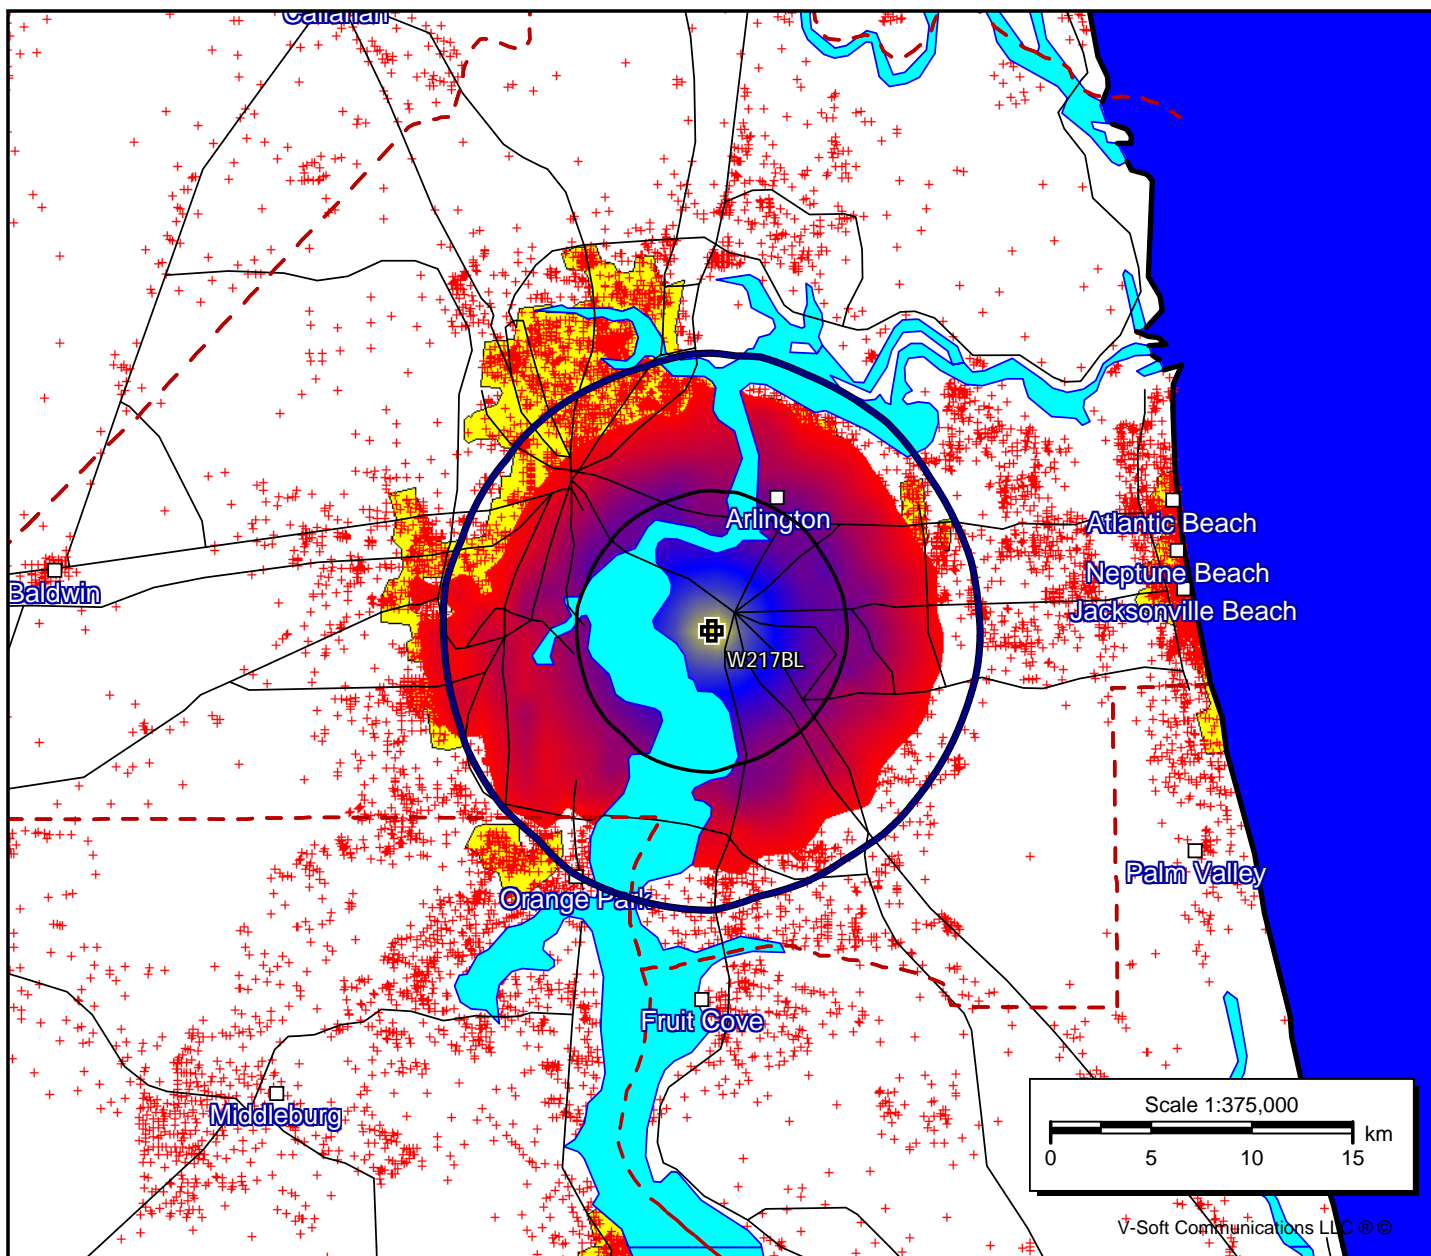 Callahan
Arlington
Atlantic Beach
Neptune Beach
Baldwin
Jacksonville Beach
W217BL
Palm Valley
Orange Park
Fruit Cove
Middleburg
Scale 1:375,000
km
0 5 10 15
V-Soft Communications LLC ® ©